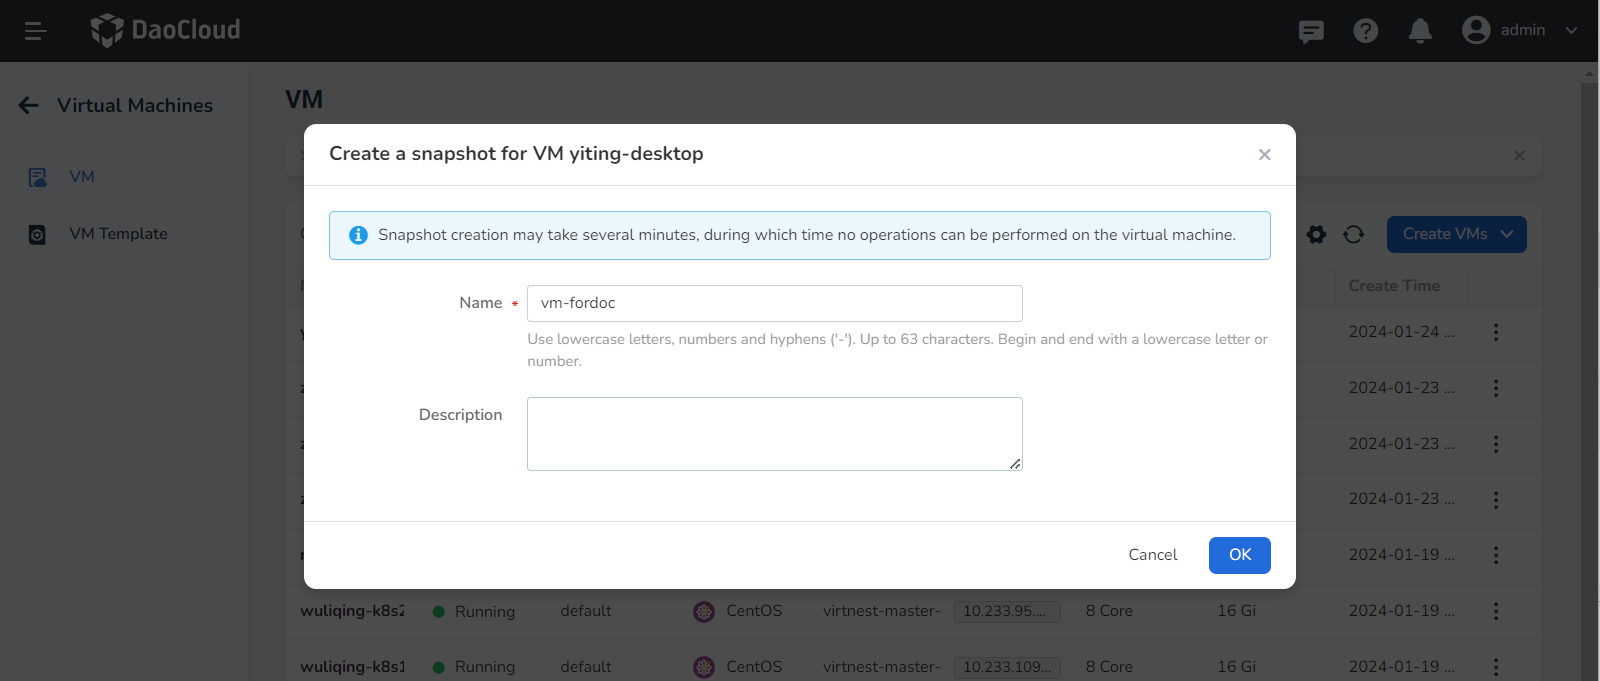 DaoCloud
admin
Virtual Machines
VM
VM Template
VM
Create a snapshot for VM yiting-desktop
Snapshot creation may take several minutes, during which time no operations can be performed on the virtual machine.
Name *
vm-fordoc
Use lowercase letters, numbers and hyphens ('-'). Up to 63 characters. Begin and end with a lowercase letter or
number.
Description
Cancel
OK
Create VMs
Create Time
2024-01-24 ...
2024-01-23 ...
2024-01-23 ...
2024-01-23 ...
2024-01-19 ...
wuliqing-k8s2 Running default CentOS virtnest-master- 10.233.95.... 8 Core 16 Gi 2024-01-19 ...
wuliqing-k8s1 Running default CentOS virtnest-master- 10.233.109... 8 Core 16 Gi 2024-01-19 ...